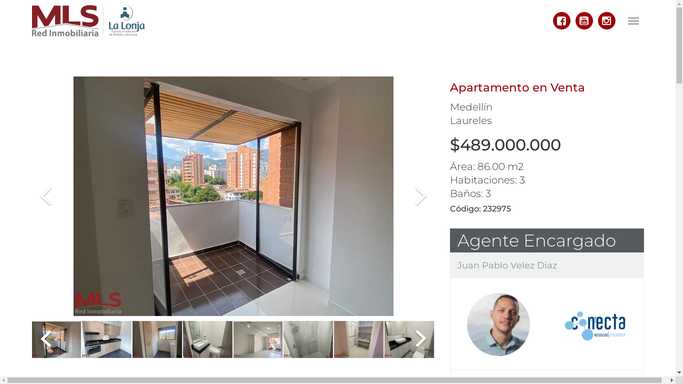 MLS
Red Inmobiliaria
La Lonja
Apartamento en Venta
Medellín
Laureles
$489.000.000
Área: 86.00 m2
Habitaciones: 3
Baños: 3
Código: 232975
Agente Encargado
Juan Pablo Velez Diaz
conecta
MLS
Red Inmobiliaria